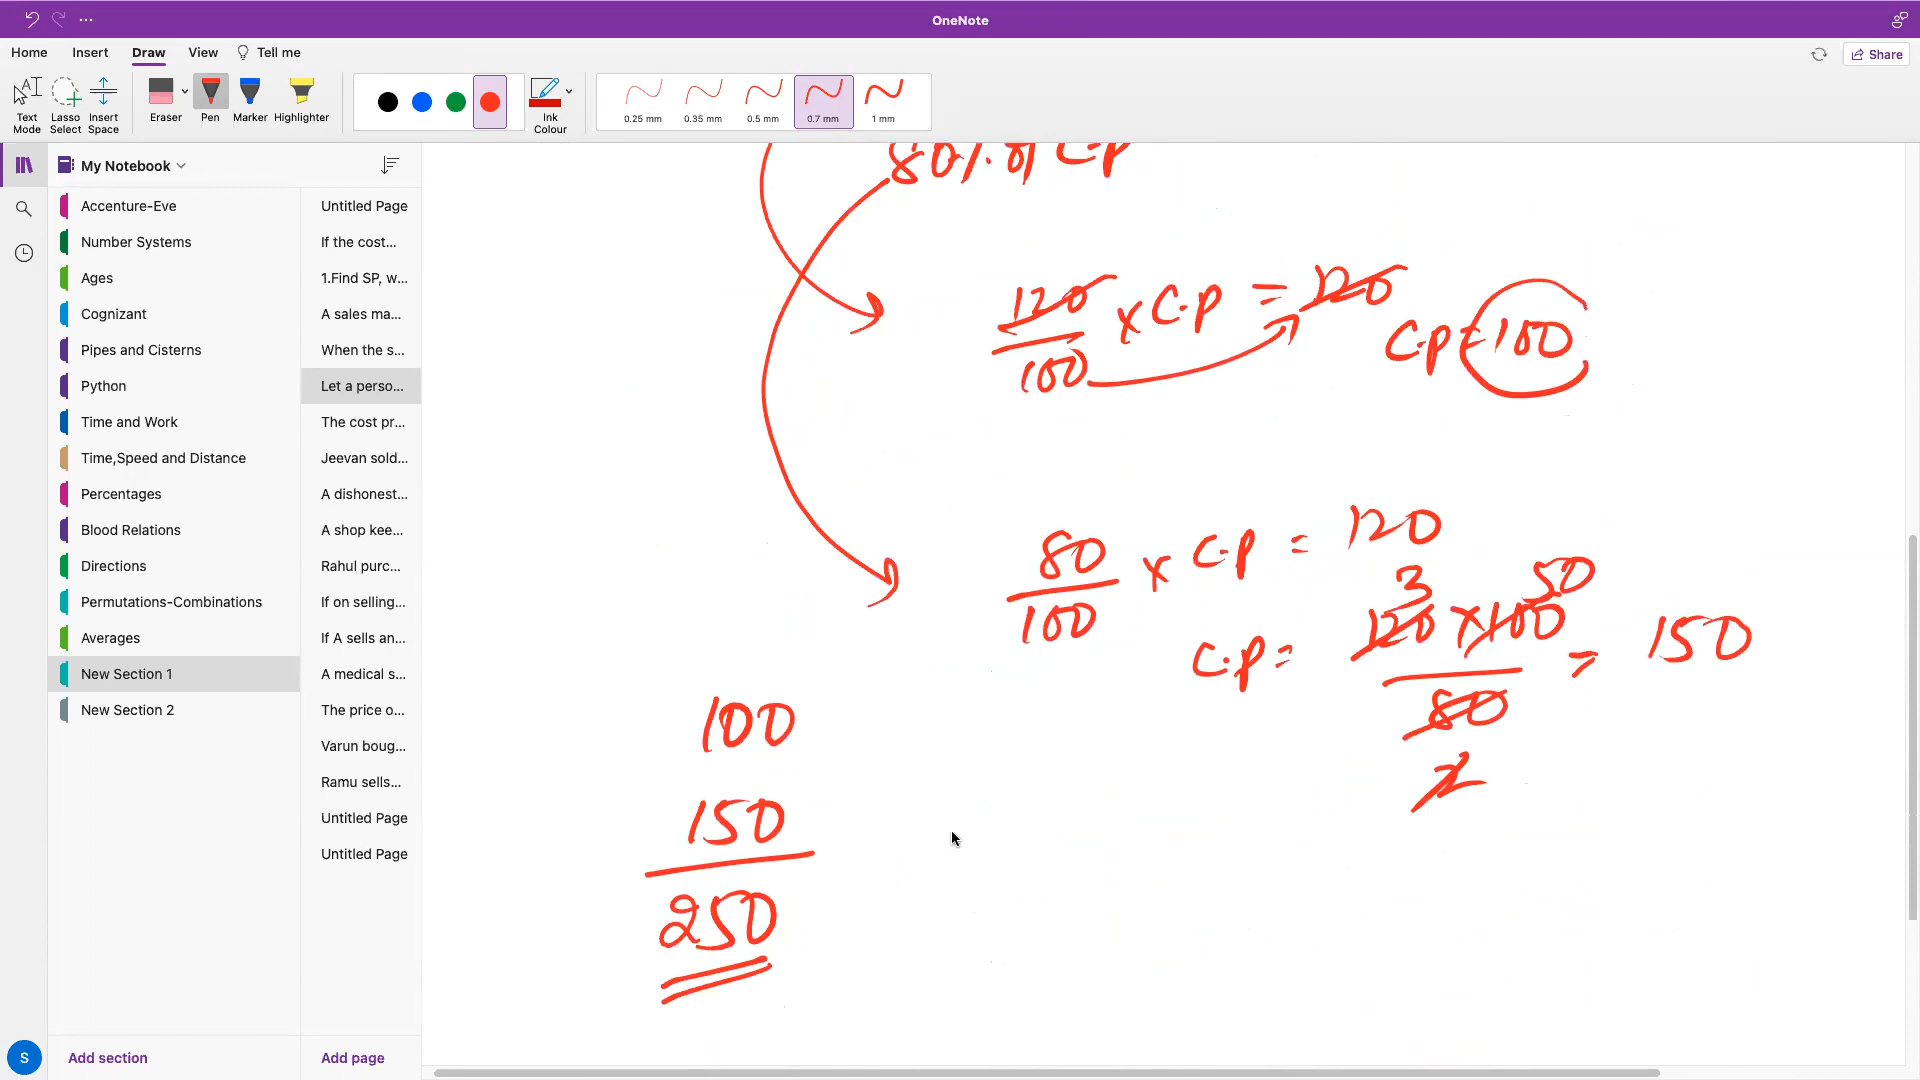 OneNote
Home Insert Draw View Tell me
Share
Text Mode
Lasso Select
Insert Space
Eraser
Pen
Marker
Highlighter
Ink Colour
0.25 mm
0.35 mm
0.5 mm
0.7 mm
1 mm
My Notebook
Accenture-Eve
Number Systems
Ages
Cognizant
Pipes and Cisterns
Python
Time and Work
Time,Speed and Distance
Percentages
Blood Relations
Directions
Permutations-Combinations
Averages
New Section 1
New Section 2
Add section
Untitled Page
If the cost...
1.Find SP, w...
A sales ma...
When the s...
Let a perso...
The cost pr...
Jeevan sold...
A dishonest...
A shop kee...
Rahul purc...
If on selling...
If A sells an...
A medical s...
The price o...
Varun boug...
Ramu sells...
Untitled Page
Untitled Page
Add page
S
80%. of C.P
120/100 x C.P = 120
C.P = 100
80/100 x C.P = 120
3 50
C.P = 120 x 100 / 80 = 150
2
100
150
250